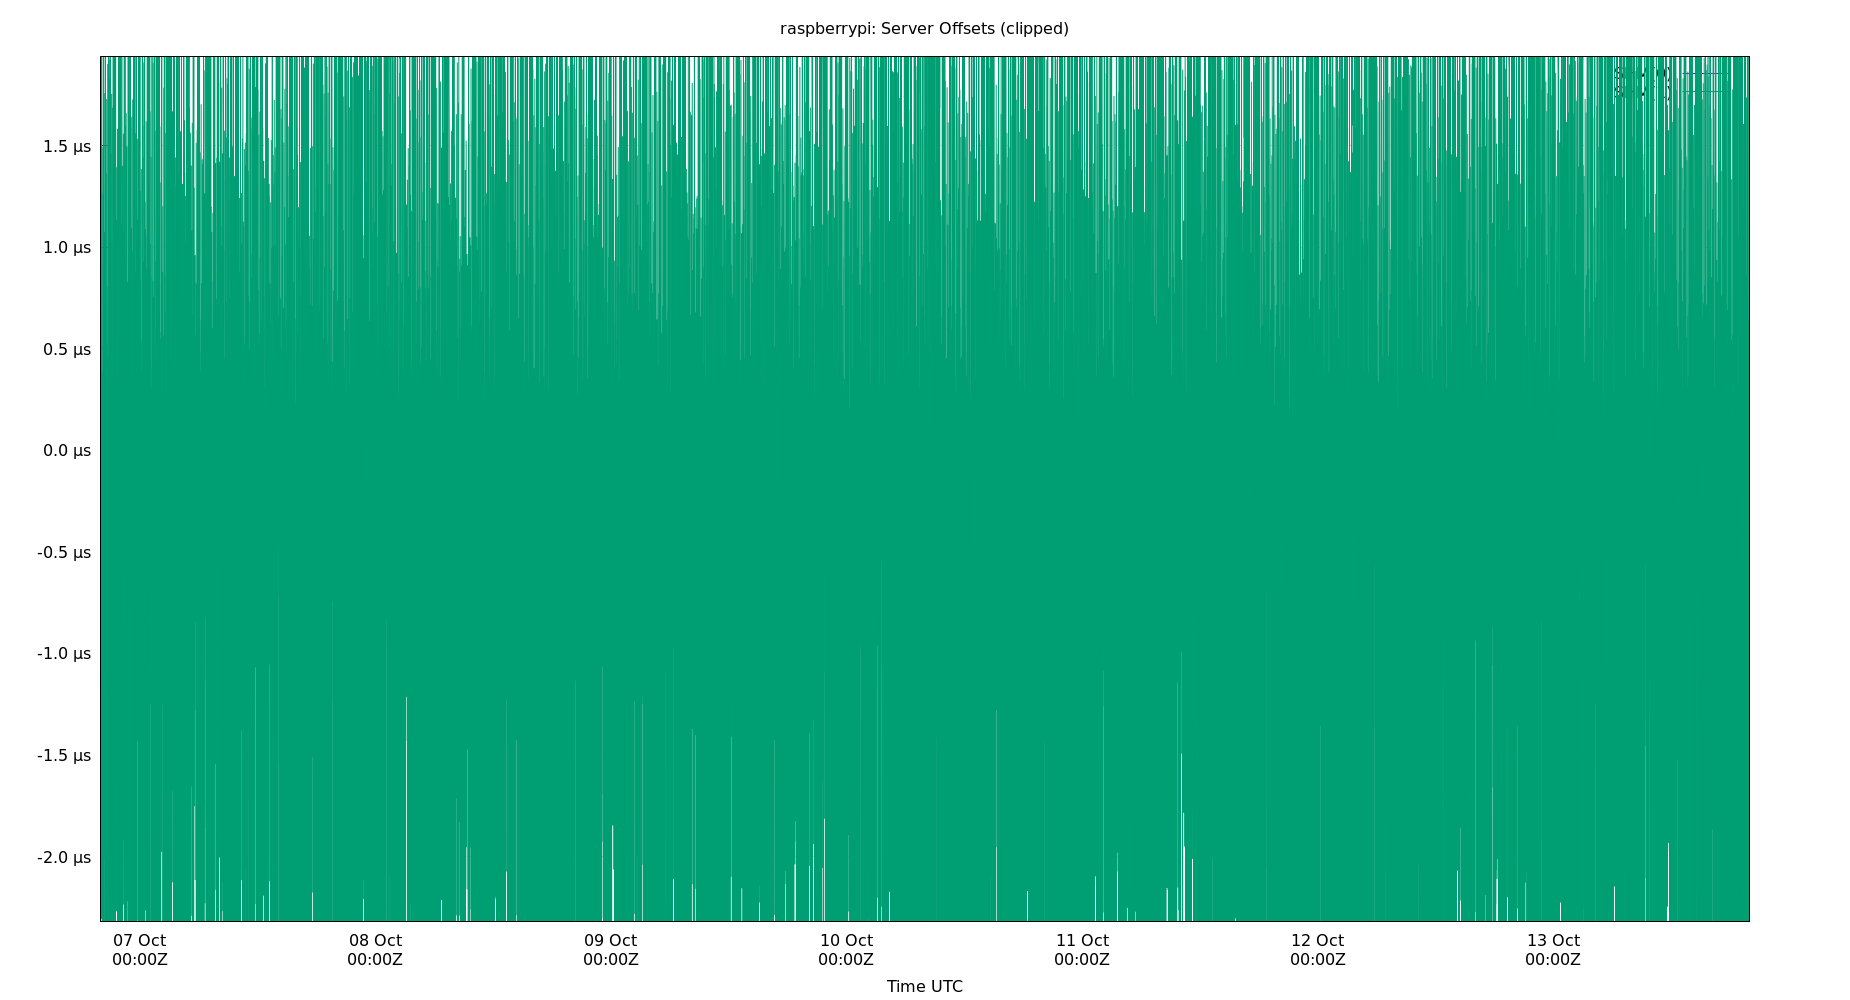 raspberrypi: Server Offsets (clipped)
1.5 µs
1.0 µs
0.5 µs
0.0 µs
-0.5 µs
-1.0 µs
-1.5 µs
-2.0 µs
07 Oct 08 Oct 09 Oct 10 Oct 11 Oct 12 Oct 13 Oct
00:00Z 00:00Z 00:00Z 00:00Z 00:00Z 00:00Z 00:00Z
Time UTC